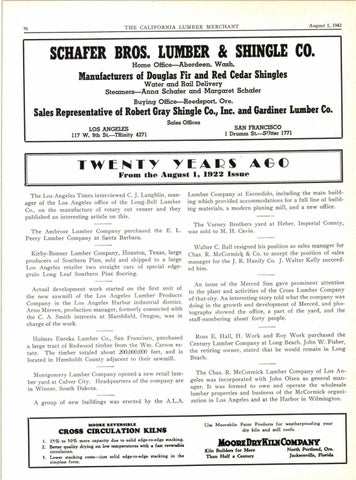 76
THE CALIFORNIA LUMBER MERCHANT
August 1, 1942
SCHAFER BROS. LUMBER & SHINGLE CO.
Home Office—Aberdeen, Wash.
Manufacturers of Douglas Fir and Red Cedar Shingles
Water and Rail Delivery
Steamers—Anna Schafer and Margaret Schafer
Buying Office—Reedsport, Ore.
Sales Representative of Robert Gray Shingle Co., Inc. and Gardiner Lumber Co.
Sales Offices
LOS ANGELES
117 W. 9th St.—TRinity 4271
SAN FRANCISCO
1 Drumm St.—SUtter 1771
TWENTY YEARS AGO
From the August 1, 1922 Issue
The Los Angeles Times interviewed C. J. Laughlin, man-
ager of the Los Angeles office of the Long-Bell Lumber
Co., on the manufacture of rotary cut veneer and they
published an interesting article on this.
The Ambrose Lumber Company purchased the E. L.
Peery Lumber Company at Santa Barbara.
Kirby-Bonner Lumber Company, Houston, Texas, large
producers of Southern Pine, sold and shipped to a large
Los Angeles retailer two straight cars of special edge-
grain Long Leaf Southern Pine flooring.
Actual development work started on the first unit of
the new sawmill of the Los Angeles Lumber Products
Company in the Los Angeles Harbor industrial district.
Arno Mereen, production manager, formerly connected with
the C. A. Smith interests at Marshfield, Oregon, was in
charge of the work.
Holmes Eureka Lumber Co., San Francisco, purchased
a large tract of Redwood timber from the Wm. Carson es-
tate. The timber totaled about 200,000,000 feet, and is
located in Humboldt County adjacent to their sawmill.
Montgomery Lumber Company opened a new retail lum-
ber yard at Culver City. Headquarters of the company are
in Winner, South Dakota.
A group of new buildings was erected by the A.L.A.
Lumber Company at Escondido, including the main build-
ing which provided accommodations for a full line of build-
ing materials, a modern planing mill, and a new office.
The Varney Brothers yard at Heber, Imperial County,
was sold to M. H. Cavin.
Walter C. Ball resigned his position as sales manager for
Chas. R. McCormick & Co. to accept the position of sales
manager for the J. R. Hanify Co. J. Walter Kelly succeed-
ed him.
An issue of the Merced Sun gave prominent attention
to the plant and activities of the Cross Lumber Company
of that city. An interesting story told what the company was
doing in the growth and development of Merced, and pho-
tographs showed the office, a part of the yard, and the
staff-numbering about forty people.
Ross E. Hall, H. Work and Roy Work purchased the
Century Lumber Company at Long Beach. John W. Fisher,
the retiring owner, stated that he would remain in Long
Beach.
The Chas. R. McCormick Lumber Company of Los An-
geles was incorporated with John Olsen as general man-
ager. It was formed to own and operate the wholesale
lumber properties and business of the McCormick organi-
zation in Los Angeles and at the Harbor in Wilmington.
MOORE REVERSIBLE
CROSS CIRCULATION KILNS
1. 25% to 50% more capacity due to solid edge-to-edge stacking.
2. Better quality drying on low temperatures with a fast reversible
circulation.
3. Lower stacking costs—just solid edge-to-edge stacking in the
simplest form.
Use Moorekiln Paint Products for weatherproofing your
dry kiln and mill roofs.
MOORE DRY KILN COMPANY
Kiln Builders for More
Than Half a Century
North Portland, Ore.
Jacksonville, Florida